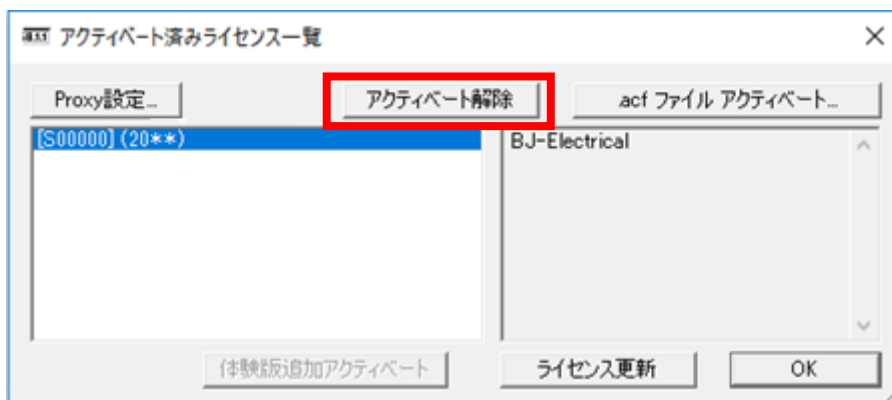 アクティベート済みライセンス一覧
Proxy設定...
アクティベート解除
acf ファイル アクティベート...
[S00000] (20**)
BJ-Electrical
体験版追加アクティベート
ライセンス更新
OK